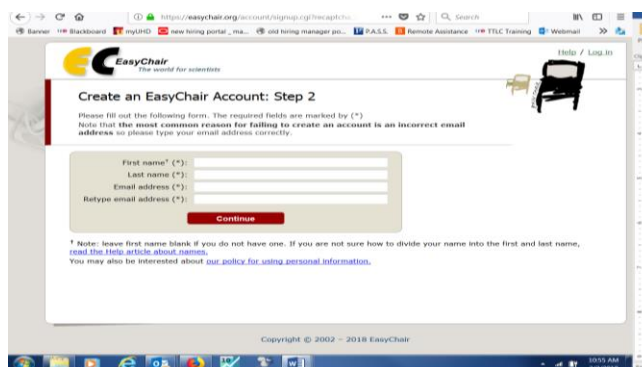 https://easychair.org/account/signup.cgi?recaptch
Search
Banner Blackboard myUHD new hiring portal _ ma... old hiring manager po... P.A.S.S. Remote Assistance TTLC Training Webmail
EasyChair
The world for scientists
Help / Log in
EASYCHAIR
Create an EasyChair Account: Step 2
Please fill out the following form. The required fields are marked by (*)
Note that the most common reason for failing to create an account is an incorrect email
address so please type your email address correctly.
First name† (*):
Last name (*):
Email address (*):
Retype email address (*):
Continue
† Note: leave first name blank if you do not have one. If you are not sure how to divide your name into the first and last name,
read the Help article about names.
You may also be interested about our policy for using personal information.
Copyright © 2002 – 2018 EasyChair
10:55 AM